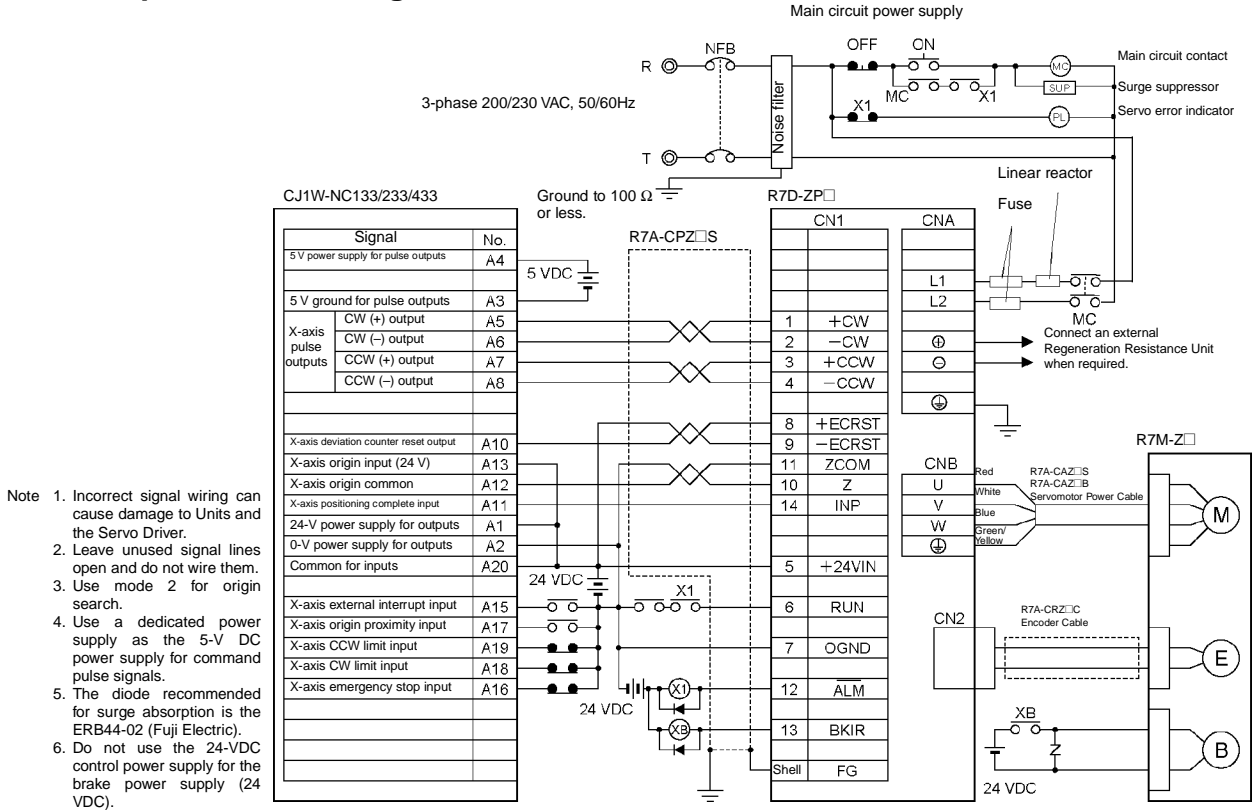 Main circuit power supply
OFF ON
NFB
R
MC
Main circuit contact
SUP
Surge suppressor
MC X1
X1
PL
Servo error indicator
3-phase 200/230 VAC, 50/60Hz
Noise filter
T
Linear reactor
Fuse
CJ1W-NC133/233/433
Ground to 100 Ω
or less.
R7D-ZP□
R7A-CPZ□S
CN1 CNA
Signal No.
5 V power supply for pulse outputs A4
5 VDC
L1
5 V ground for pulse outputs A3
L2
MC
X-axis pulse outputs
CW (+) output A5
1 +CW
CW (–) output A6
2 −CW
CCW (+) output A7
3 +CCW
CCW (–) output A8
4 −CCW
⊕
⊖
Connect an external
Regeneration Resistance Unit
when required.
8 +ECRST
X-axis deviation counter reset output A10
9 −ECRST
X-axis origin input (24 V) A13
11 ZCOM
X-axis origin common A12
10 Z
X-axis positioning complete input A11
14 INP
24-V power supply for outputs A1
0-V power supply for outputs A2
Common for inputs A20
24 VDC
5 +24VIN
X-axis external interrupt input A15
X1
6 RUN
X-axis origin proximity input A17
X-axis CCW limit input A19
7 OGND
X-axis CW limit input A18
X-axis emergency stop input A16
24 VDC
X1
12 ALM
XB
13 BKIR
Shell FG
CNB
U
V
W
Red
White
Blue
Green/
Yellow
R7A-CAZ□S
R7A-CAZ□B
Servomotor Power Cable
R7M-Z□
M
CN2
R7A-CRZ□C
Encoder Cable
E
XB
24 VDC
B
Note 1. Incorrect signal wiring can
cause damage to Units and
the Servo Driver.
2. Leave unused signal lines
open and do not wire them.
3. Use mode 2 for origin
search.
4. Use a dedicated power
supply as the 5-V DC
power supply for command
pulse signals.
5. The diode recommended
for surge absorption is the
ERB44-02 (Fuji Electric).
6. Do not use the 24-VDC
control power supply for the
brake power supply (24
VDC).